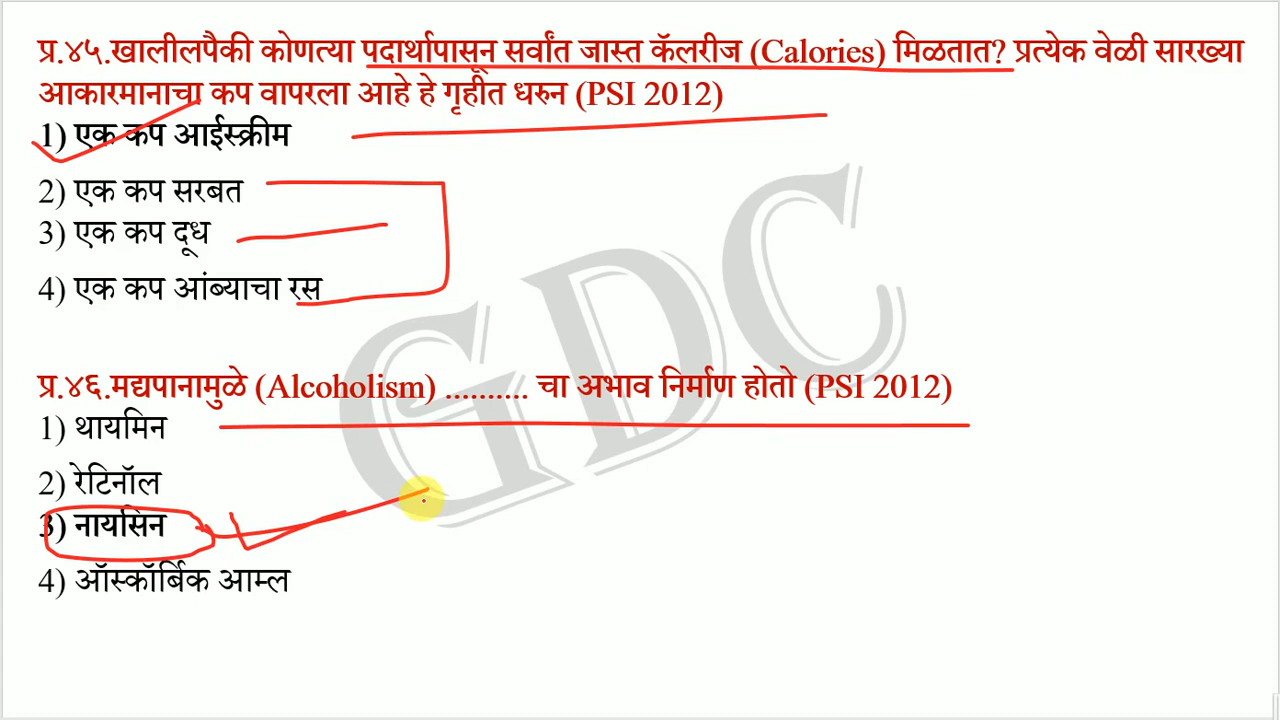 प्र.४५.खालीलपैकी कोणत्या पदार्थापासून सर्वांत जास्त कॅलरीज (Calories) मिळतात? प्रत्येक वेळी सारख्या
आकारमानाचा कप वापरला आहे हे गृहीत धरुन (PSI 2012)
1) एक कप आईस्क्रीम
2) एक कप सरबत
3) एक कप दूध
4) एक कप आंब्याचा रस
GDC
प्र.४६.मद्यपानामुळे (Alcoholism) .......... चा अभाव निर्माण होतो (PSI 2012)
1) थायमिन
2) रेटिनॉल
3) नायसिन
4) ऑस्कॉर्बिक आम्ल